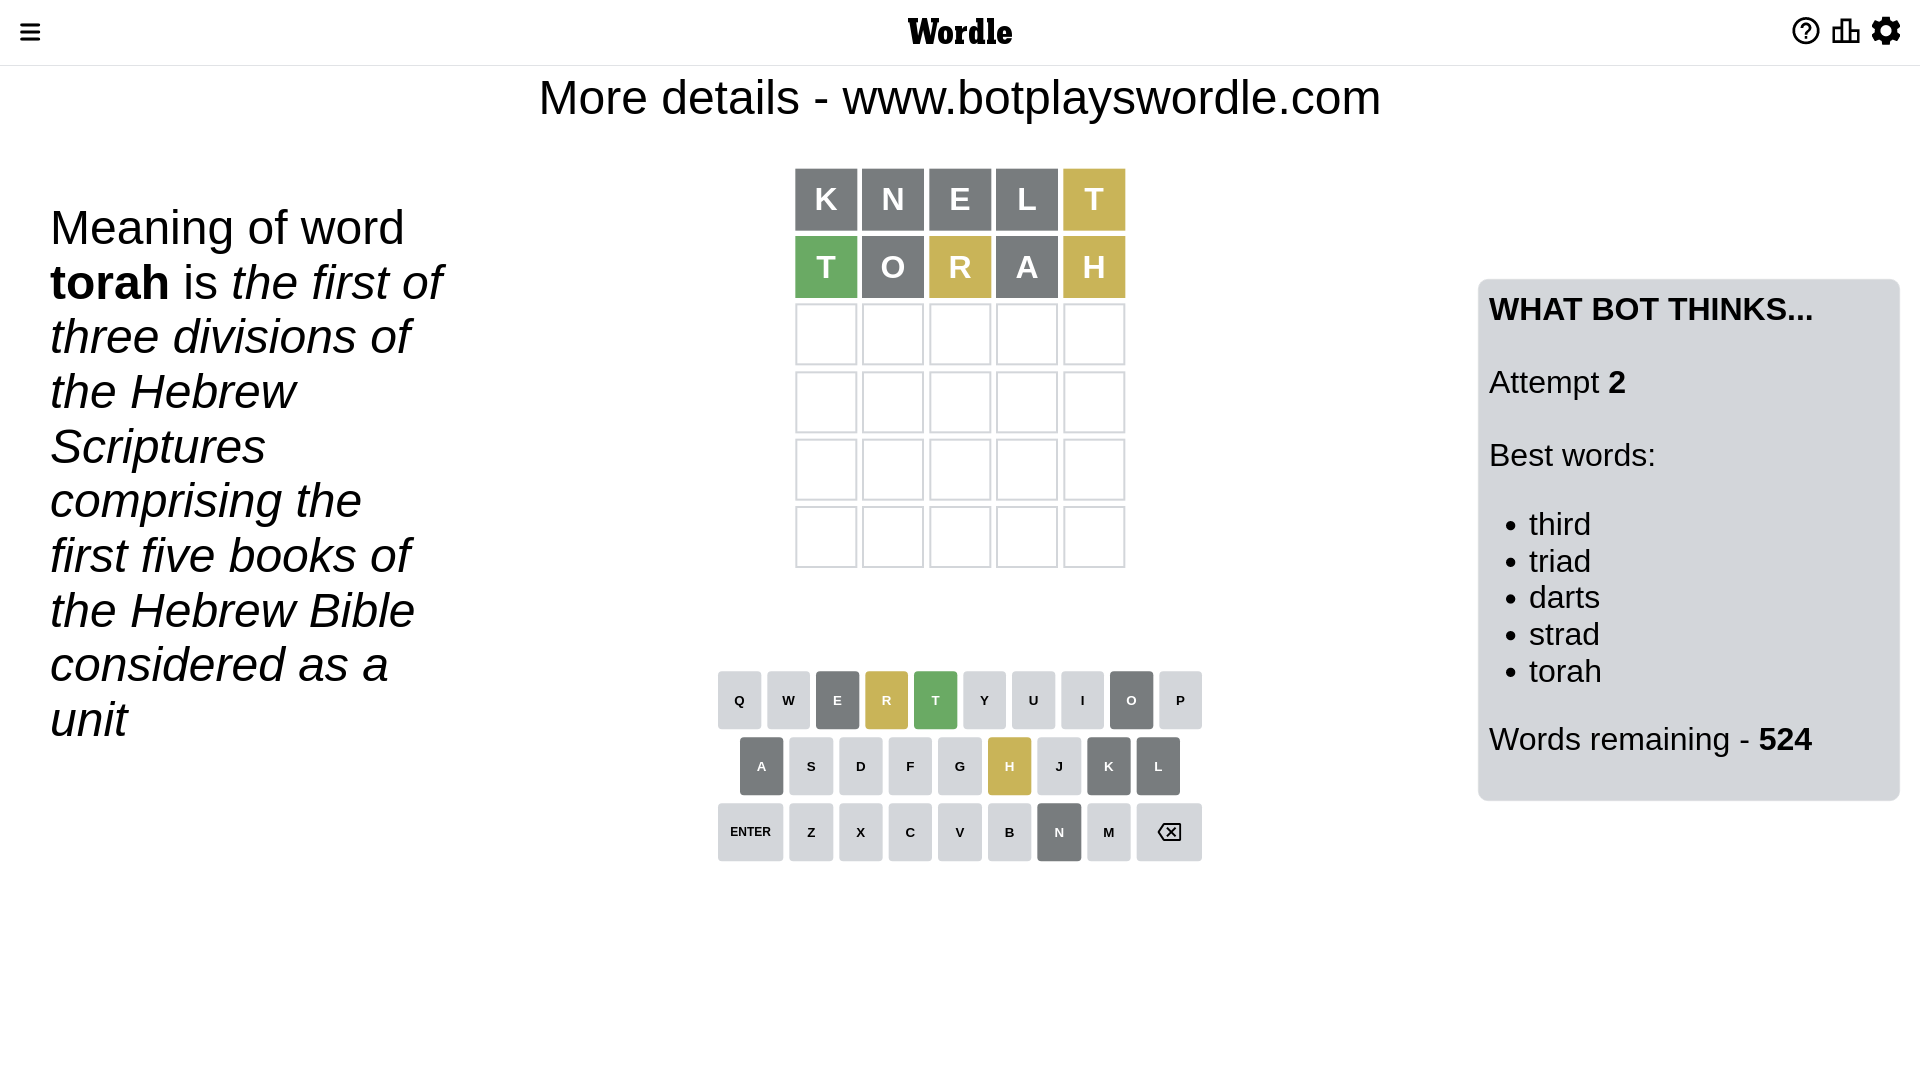 Wordle
More details - www.botplayswordle.com
Meaning of word
torah is the first of
three divisions of
the Hebrew
Scriptures
comprising the
first five books of
the Hebrew Bible
considered as a
unit
K N E L T
T O R A H
WHAT BOT THINKS...
Attempt 2
Best words:
• third
• triad
• darts
• strad
• torah
Words remaining - 524
Q W E R T Y U I O P
A S D F G H J K L
ENTER Z X C V B N M